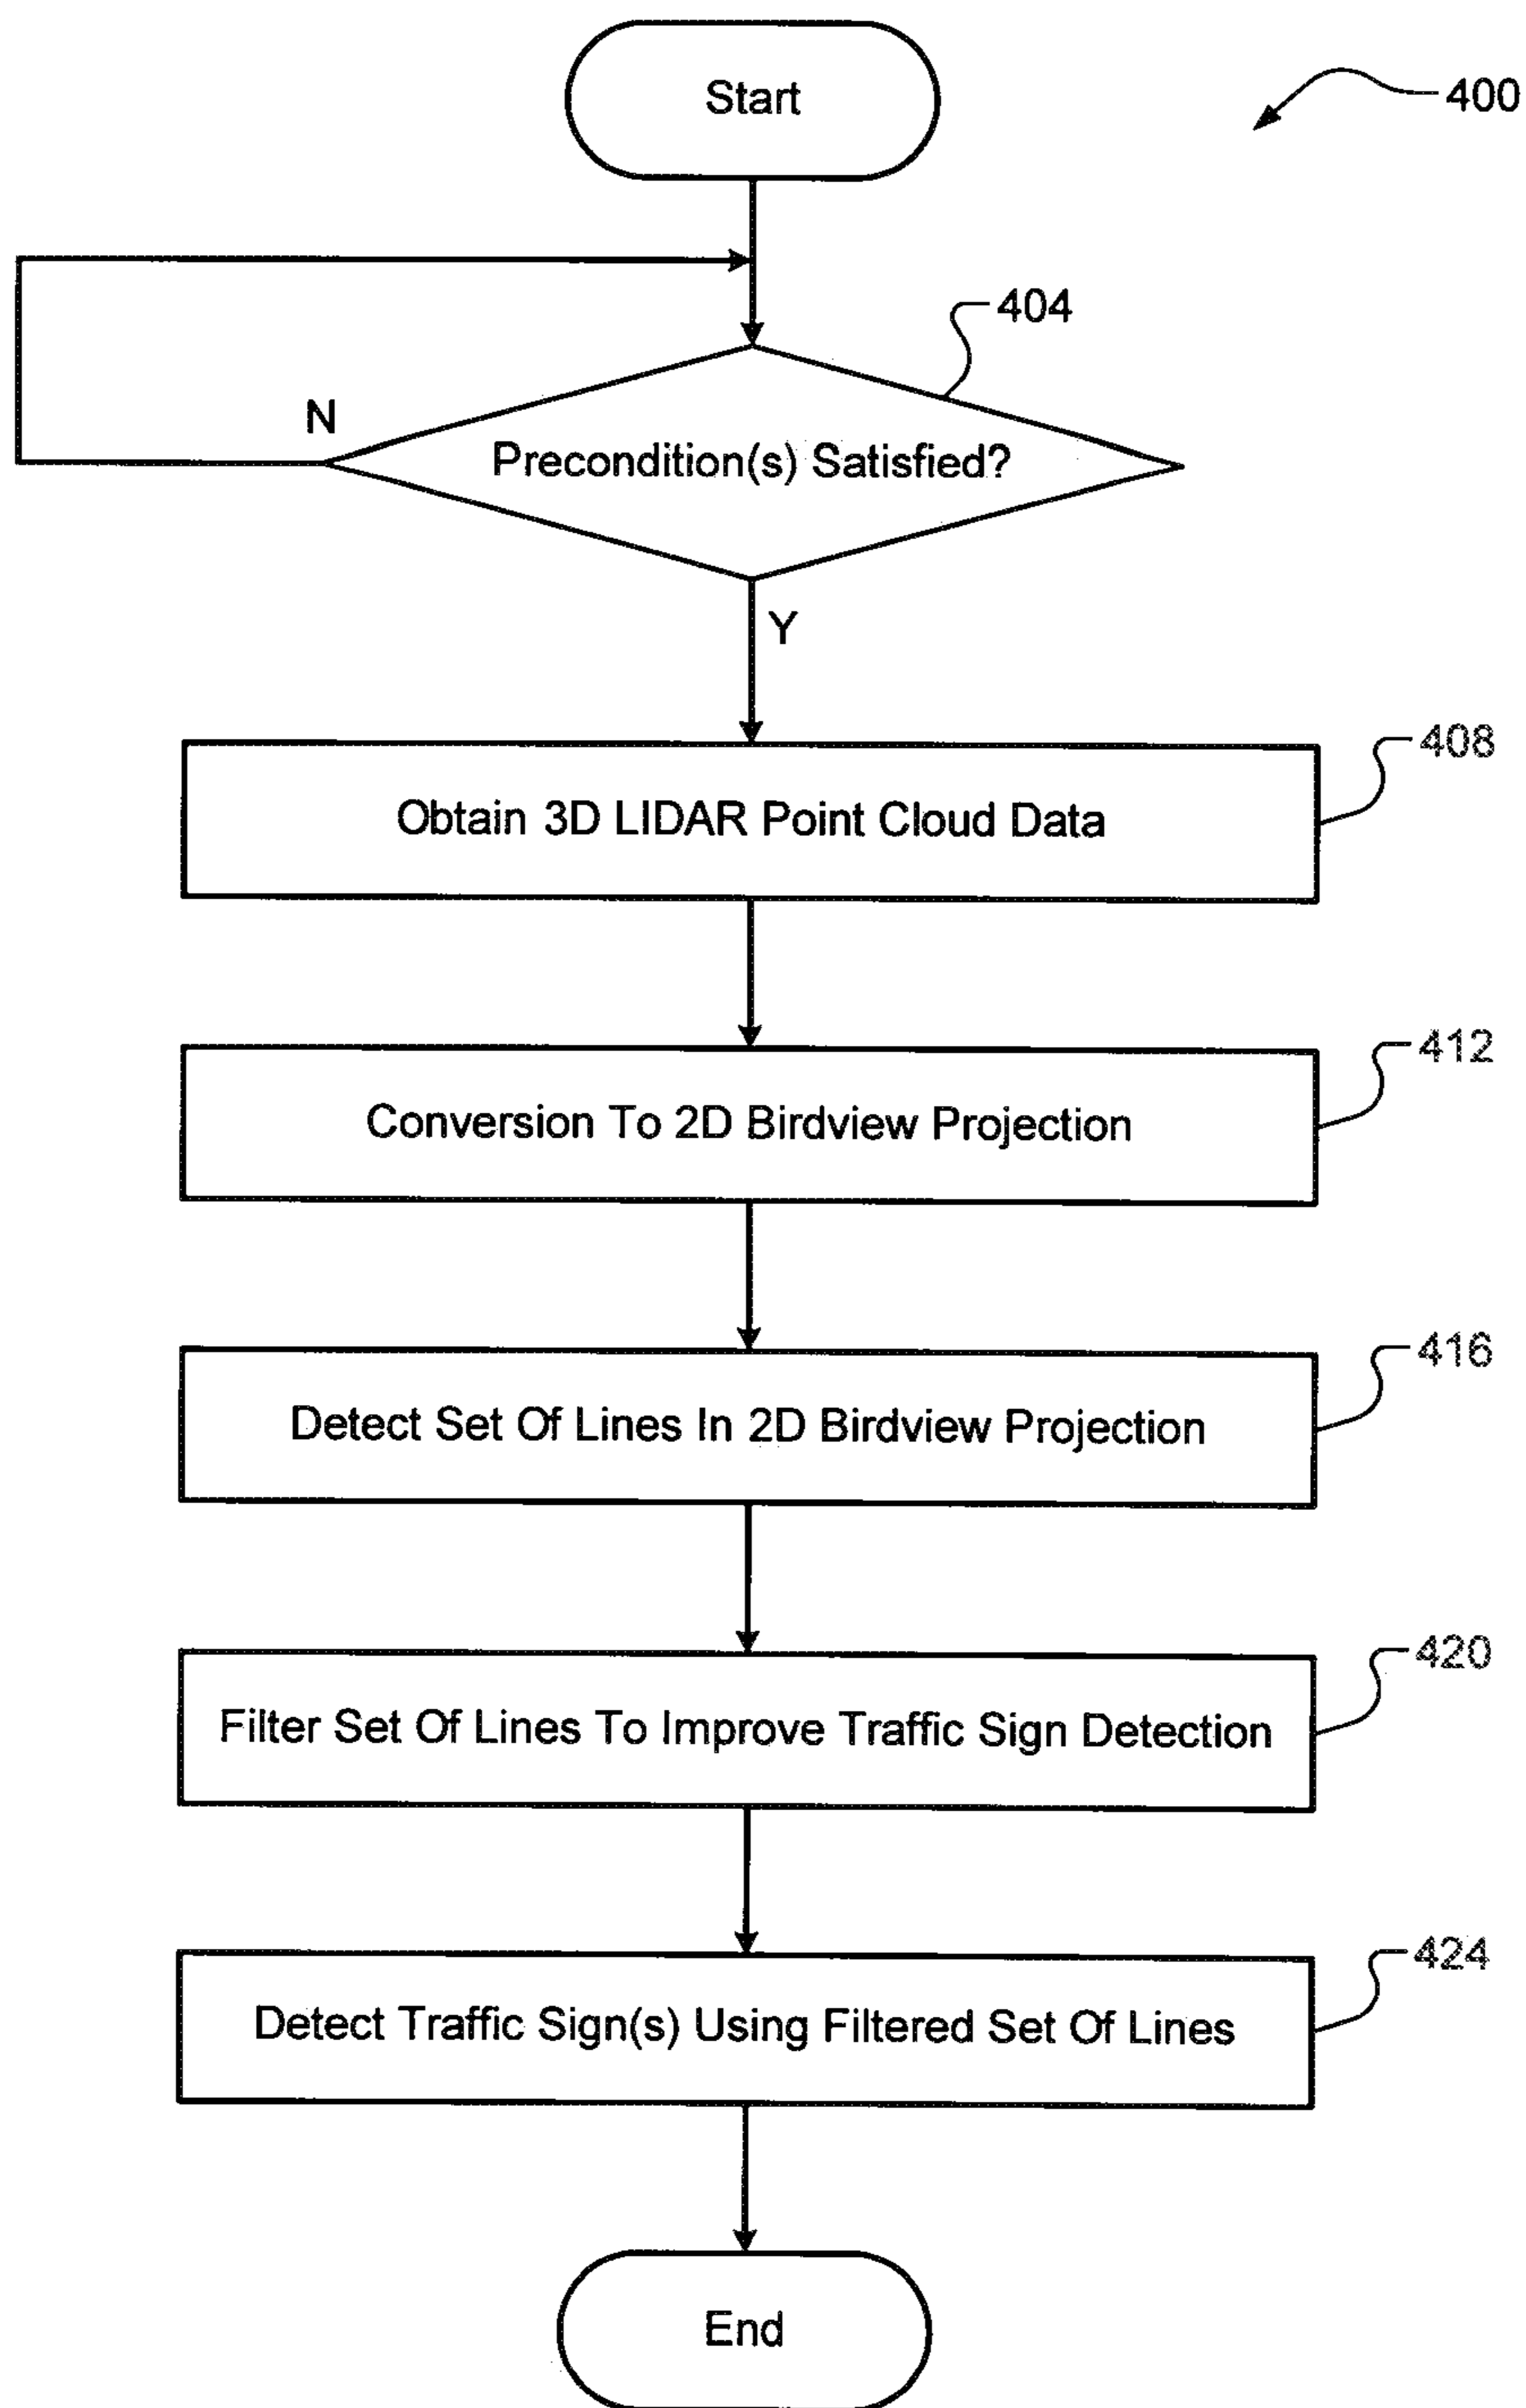 Start
400
404
N
Precondition(s) Satisfied?
Y
408
Obtain 3D LIDAR Point Cloud Data
412
Conversion To 2D Birdview Projection
416
Detect Set Of Lines In 2D Birdview Projection
420
Filter Set Of Lines To Improve Traffic Sign Detection
424
Detect Traffic Sign(s) Using Filtered Set Of Lines
End